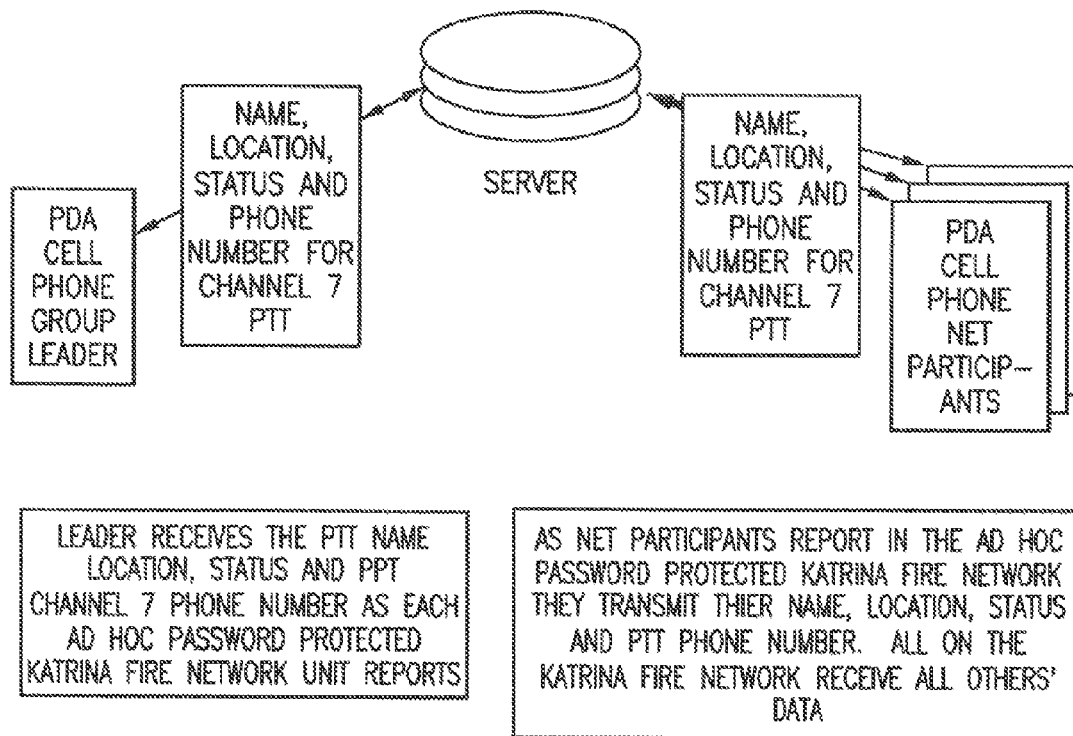 NAME,
LOCATION,
STATUS AND
PHONE
NUMBER FOR
CHANNEL 7
PTT
SERVER
NAME,
LOCATION,
STATUS AND
PHONE
NUMBER FOR
CHANNEL 7
PTT
PDA
CELL
PHONE
GROUP
LEADER
PDA
CELL
PHONE
NET
PARTICIP-
ANTS
LEADER RECEIVES THE PTT NAME
LOCATION, STATUS AND PPT
CHANNEL 7 PHONE NUMBER AS EACH
AD HOC PASSWORD PROTECTED
KATRINA FIRE NETWORK UNIT REPORTS
AS NET PARTICIPANTS REPORT IN THE AD HOC
PASSWORD PROTECTED KATRINA FIRE NETWORK
THEY TRANSMIT THIER NAME, LOCATION, STATUS
AND PTT PHONE NUMBER. ALL ON THE
KATRINA FIRE NETWORK RECEIVE ALL OTHERS'
DATA